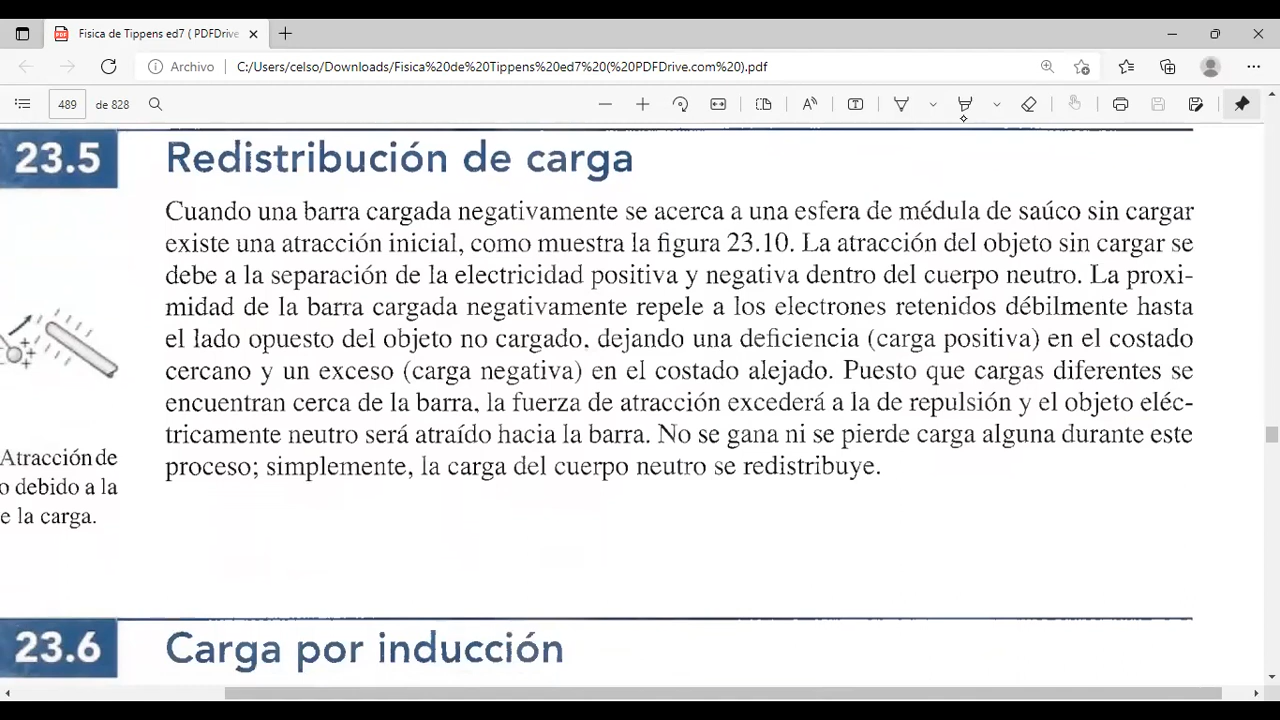 Fisica de Tippens ed7 ( PDFDrive
Archivo C:/Users/celso/Downloads/Fisica%20de%20Tippens%20ed7%20(%20PDFDrive.com%20).pdf
489 de 828
23.5 Redistribución de carga
Cuando una barra cargada negativamente se acerca a una esfera de médula de saúco sin cargar
existe una atracción inicial, como muestra la figura 23.10. La atracción del objeto sin cargar se
debe a la separación de la electricidad positiva y negativa dentro del cuerpo neutro. La proxi-
midad de la barra cargada negativamente repele a los electrones retenidos débilmente hasta
el lado opuesto del objeto no cargado, dejando una deficiencia (carga positiva) en el costado
cercano y un exceso (carga negativa) en el costado alejado. Puesto que cargas diferentes se
encuentran cerca de la barra, la fuerza de atracción excederá a la de repulsión y el objeto eléc-
tricamente neutro será atraído hacia la barra. No se gana ni se pierde carga alguna durante este
proceso; simplemente, la carga del cuerpo neutro se redistribuye.
Atracción de
o debido a la
e la carga.
23.6 Carga por inducción